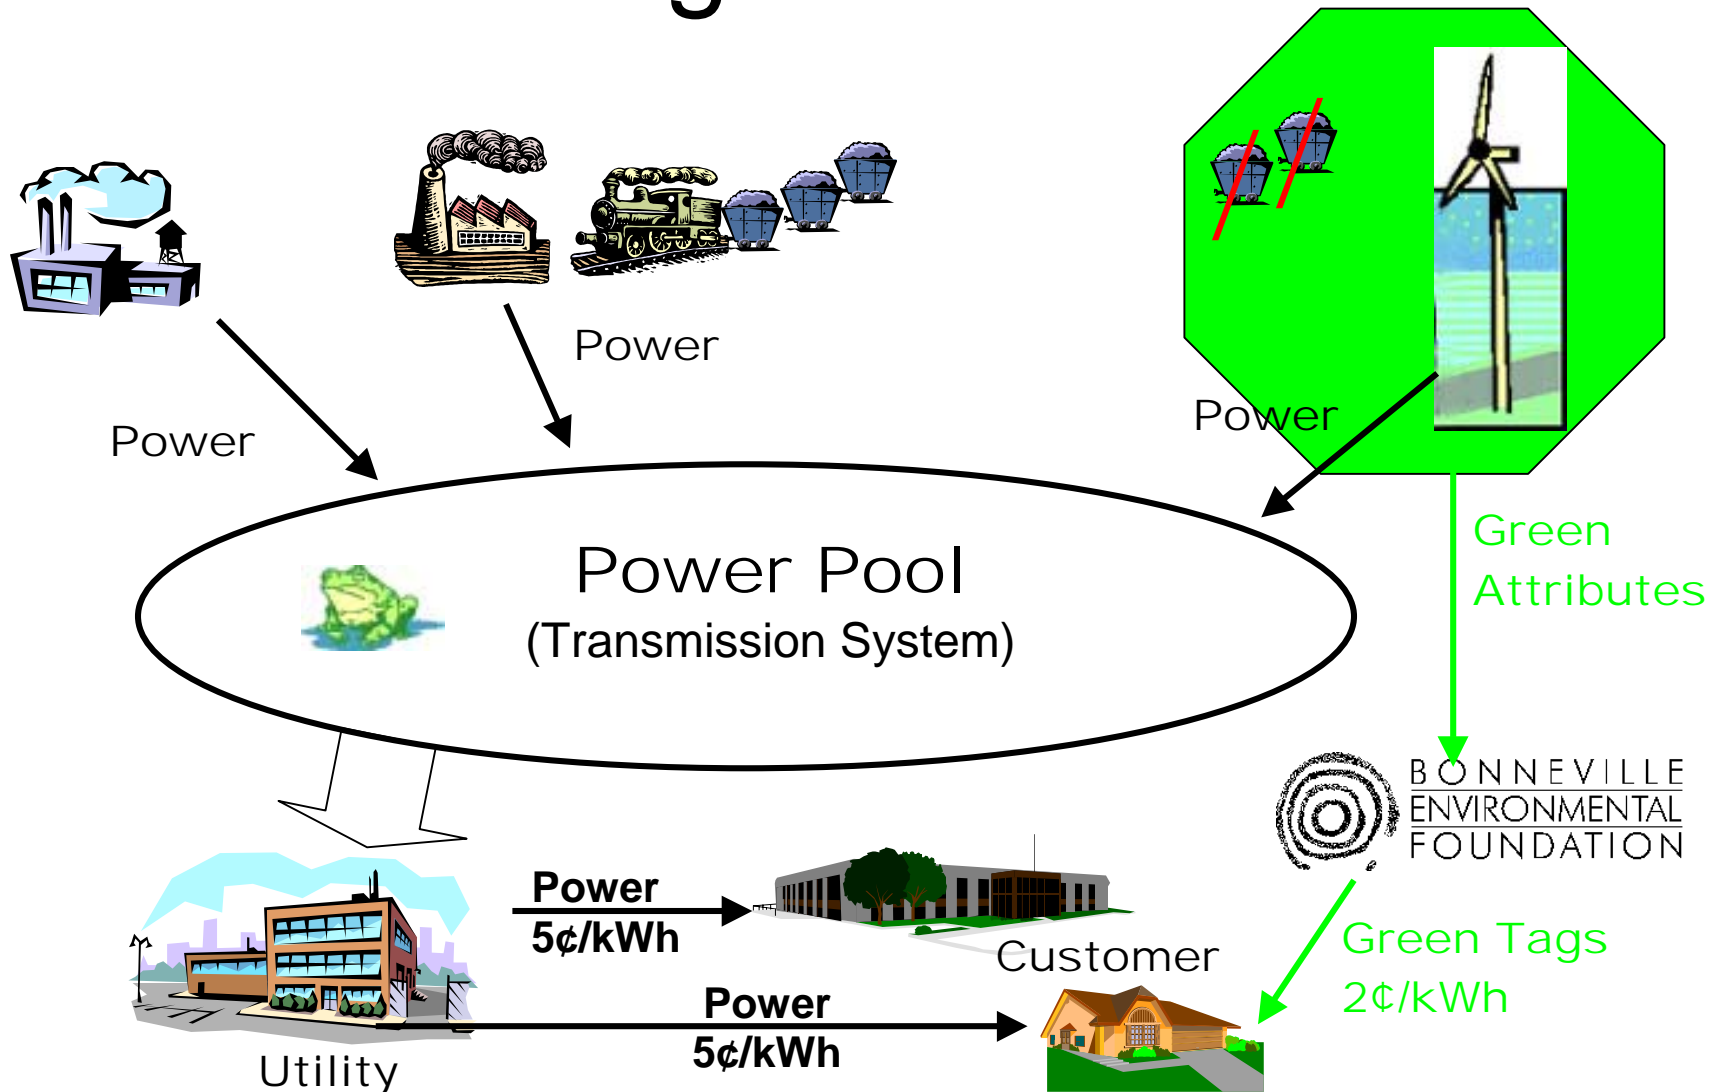 Power
Power
Power
Green
Attributes
Power Pool
(Transmission System)
BONNEVILLE
ENVIRONMENTAL
FOUNDATION
Power
5¢/kWh
Customer
Green Tags
2¢/kWh
Power
5¢/kWh
Utility